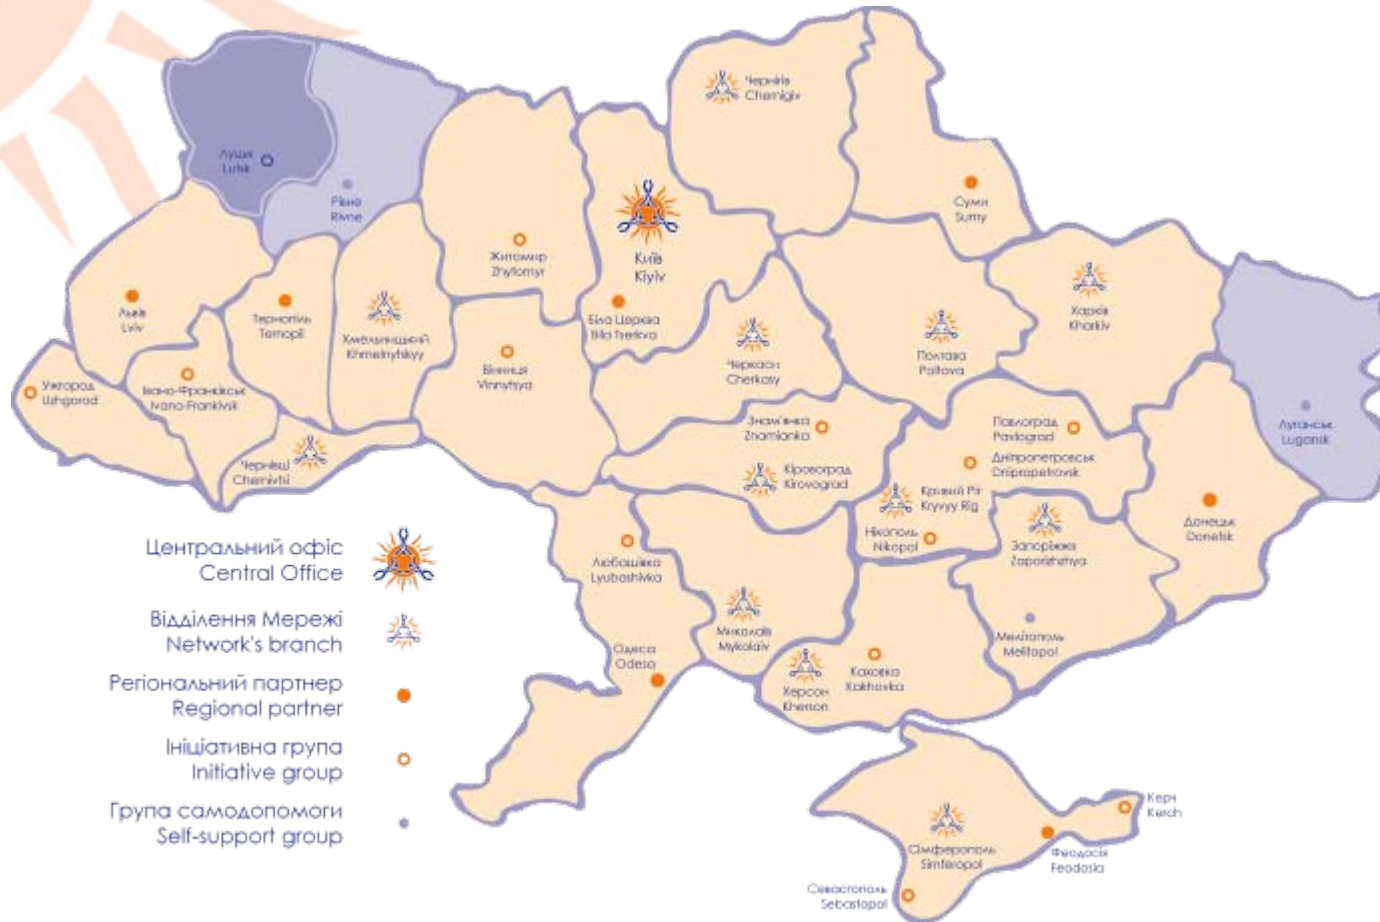 Чернігів
Chernigiv
Луцьк
Lutsk
Рівне
Rivne
Суми
Sumy
Житомир
Zhytomyr
Київ
Kiyiv
Львів
Lviv
Тернопіль
Ternopil
Хмельницький
Khmelnytskyy
Біла Церква
Bila Tserkva
Харків
Kharkiv
Черкаси
Cherkasy
Полтава
Poltava
Вінниця
Vinnytsya
Ужгород
Uzhgorod
Івано-Франківськ
Ivano-Frankivsk
Знам'янка
Znamianka
Павлоград
Pavlograd
Луганськ
Lugansk
Чернівці
Chernivtsi
Кіровоград
Kirovograd
Дніпропетровськ
Dnipropetrovsk
Кривий Ріг
Kryvyy Rig
Нікополь
Nikopol
Запоріжжя
Zaporizhzhya
Донецьк
Donetsk
Любашівка
Lyubashivka
Миколаїв
Mykolaiv
Мелітополь
Melitopol
Одеса
Odesa
Херсон
Kherson
Каховка
Kakhovka
Центральний офіс
Central Office
Відділення Мережі
Network's branch
Регіональний партнер
Regional partner
Ініціативна група
Initiative group
Група самодопомоги
Self-support group
Керч
Kerch
Сімферополь
Simferopol
Феодосія
Feodosia
Севастополь
Sebastopol